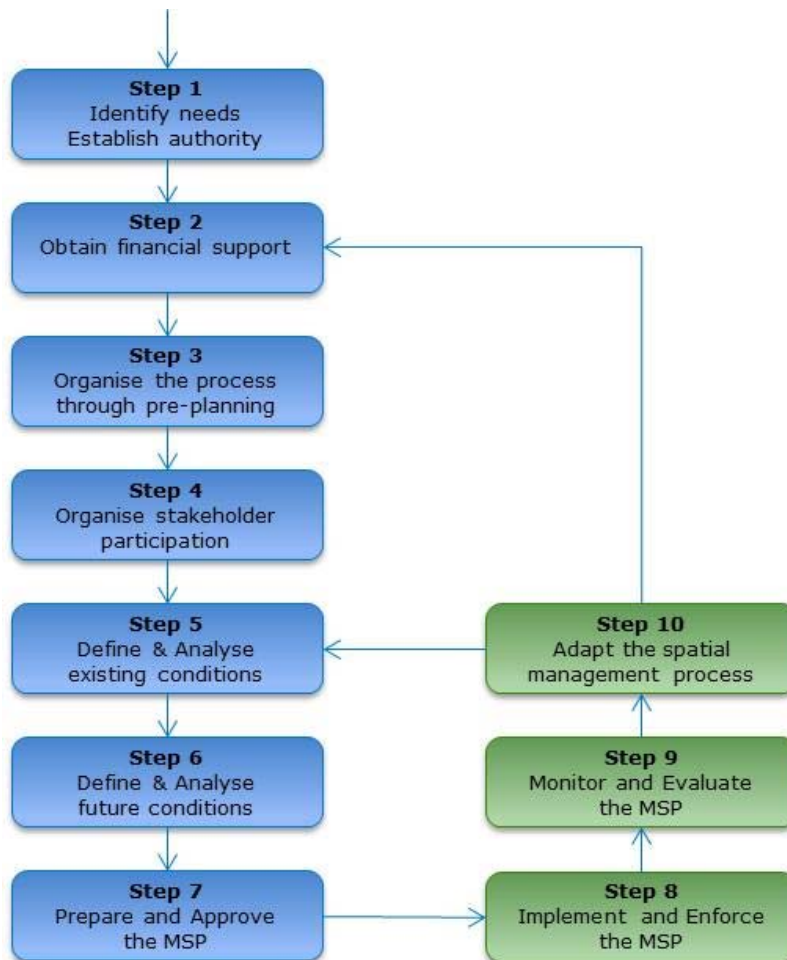 Step 1
Identify needs
Establish authority
Step 2
Obtain financial support
Step 3
Organise the process
through pre-planning
Step 4
Organise stakeholder
participation
Step 5
Define & Analyse
existing conditions
Step 6
Define & Analyse
future conditions
Step 7
Prepare and Approve
the MSP
Step 8
Implement and Enforce
the MSP
Step 9
Monitor and Evaluate
the MSP
Step 10
Adapt the spatial
management process